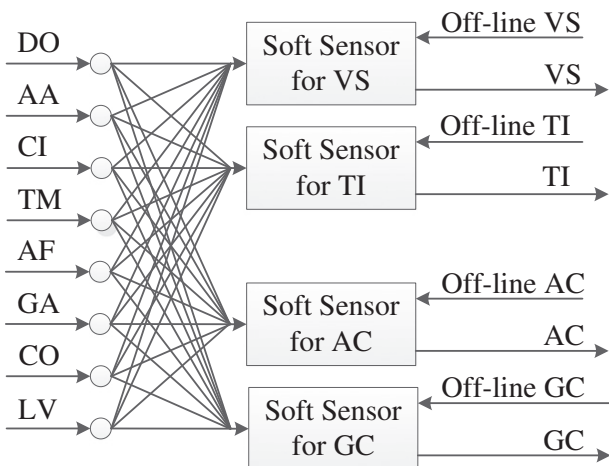 DO
AA
CI
TM
AF
GA
CO
LV
Soft Sensor
for VS
Off-line VS
VS
Soft Sensor
for TI
Off-line TI
TI
Soft Sensor
for AC
Off-line AC
AC
Soft Sensor
for GC
Off-line GC
GC